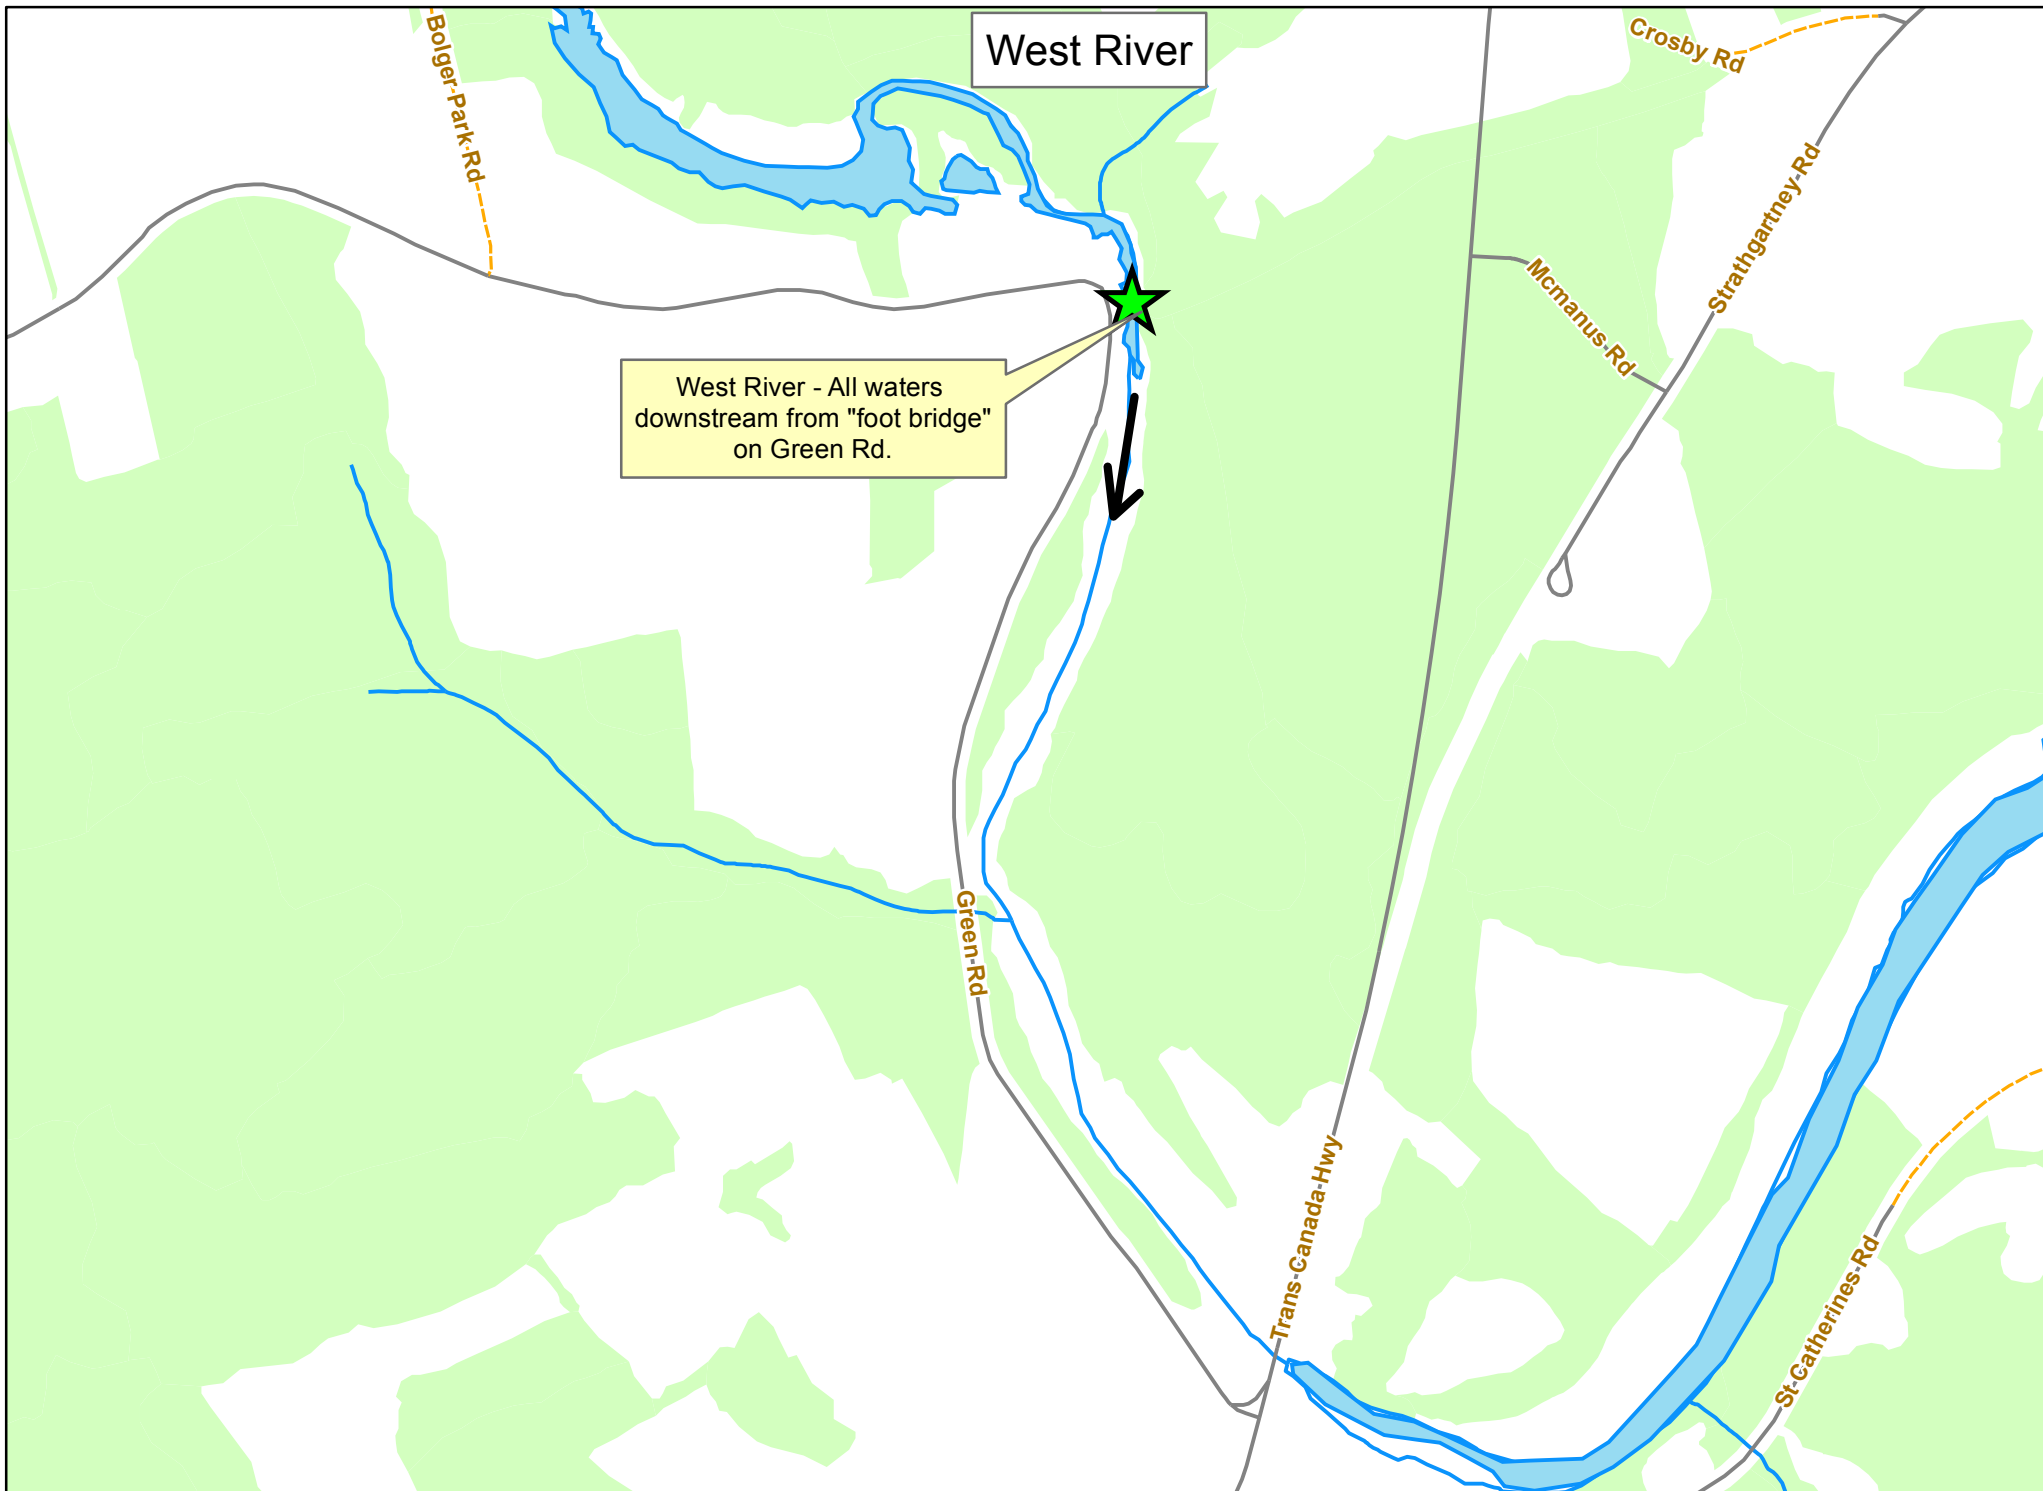 West River
Crosby Rd
Bolger Park Rd
Strathgartney Rd
Mcmanus Rd
West River - All waters
downstream from "foot bridge"
on Green Rd.
Green Rd
Trans Canada Hwy
St Catherines Rd